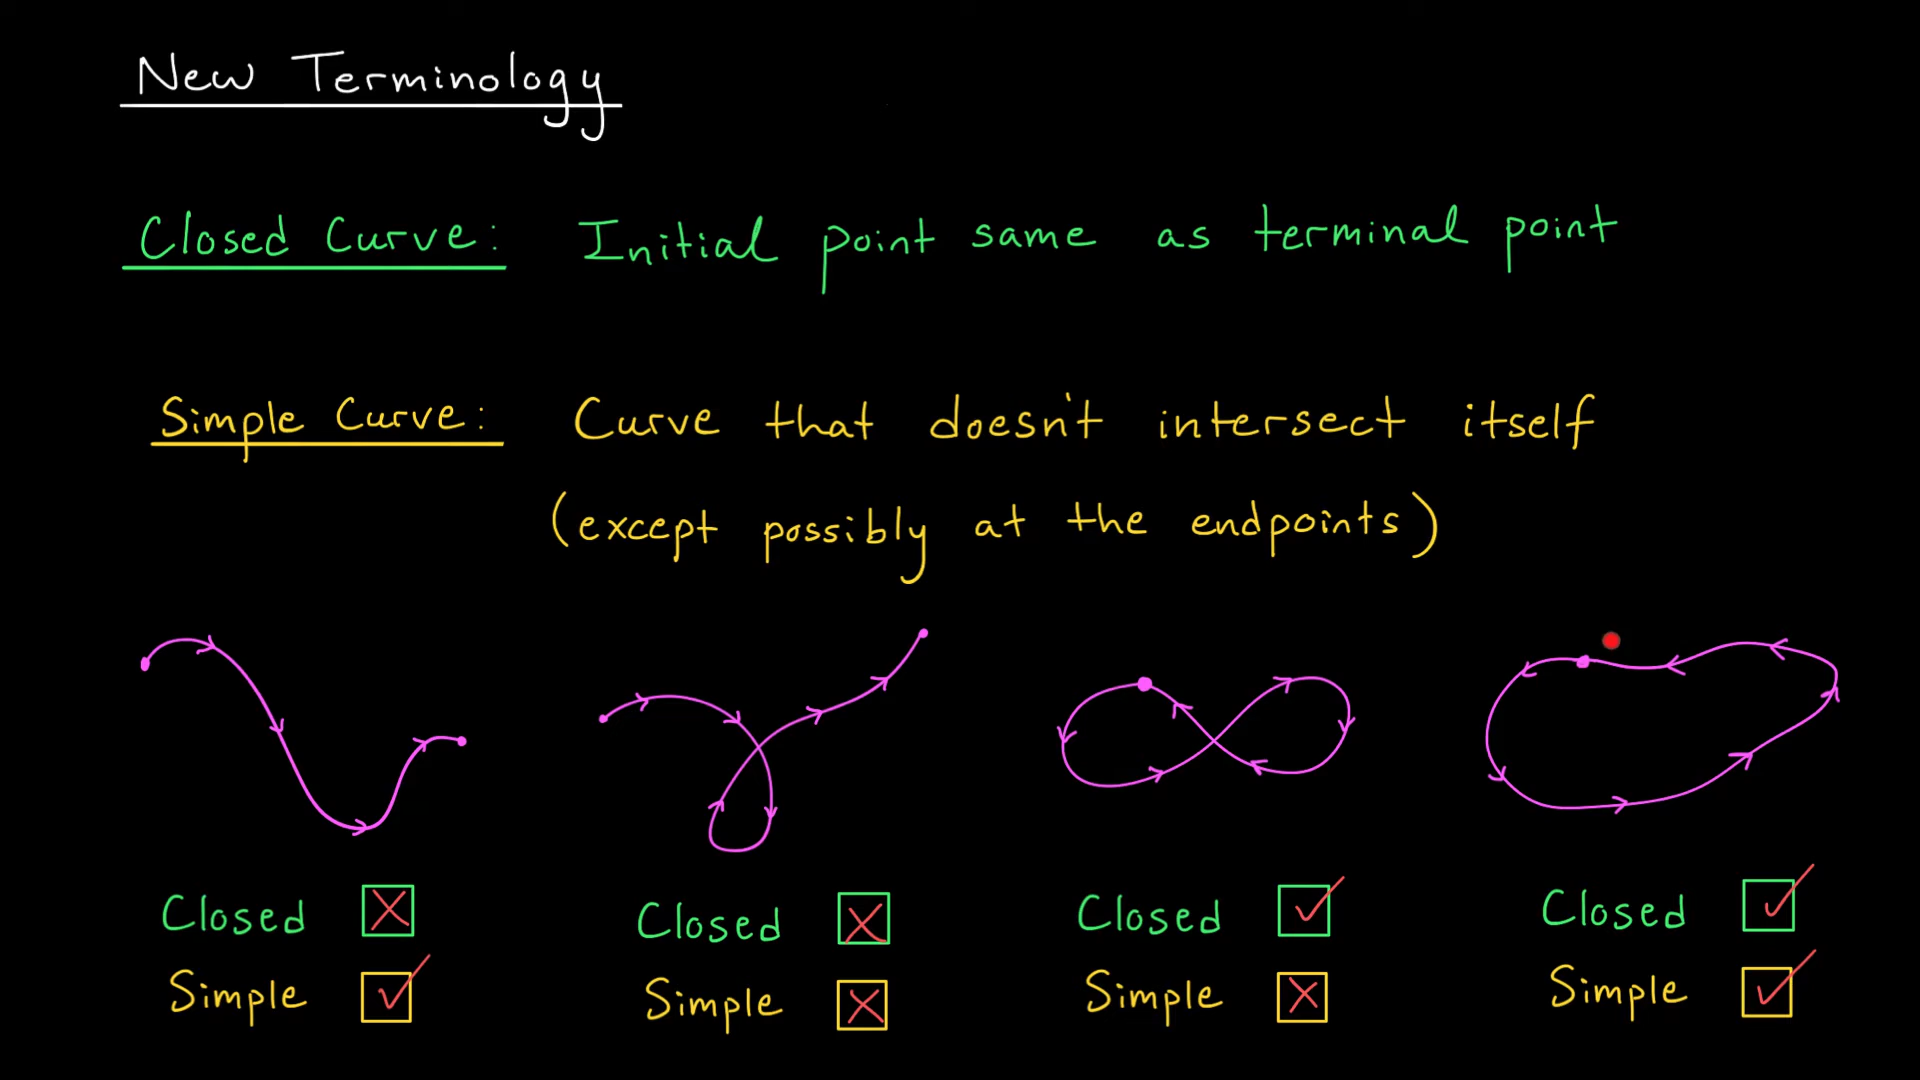 New Terminology
Closed Curve: Initial point same as terminal point
Simple Curve: Curve that doesn't intersect itself
(except possibly at the endpoints)
Closed Closed Closed Closed
Simple Simple Simple Simple